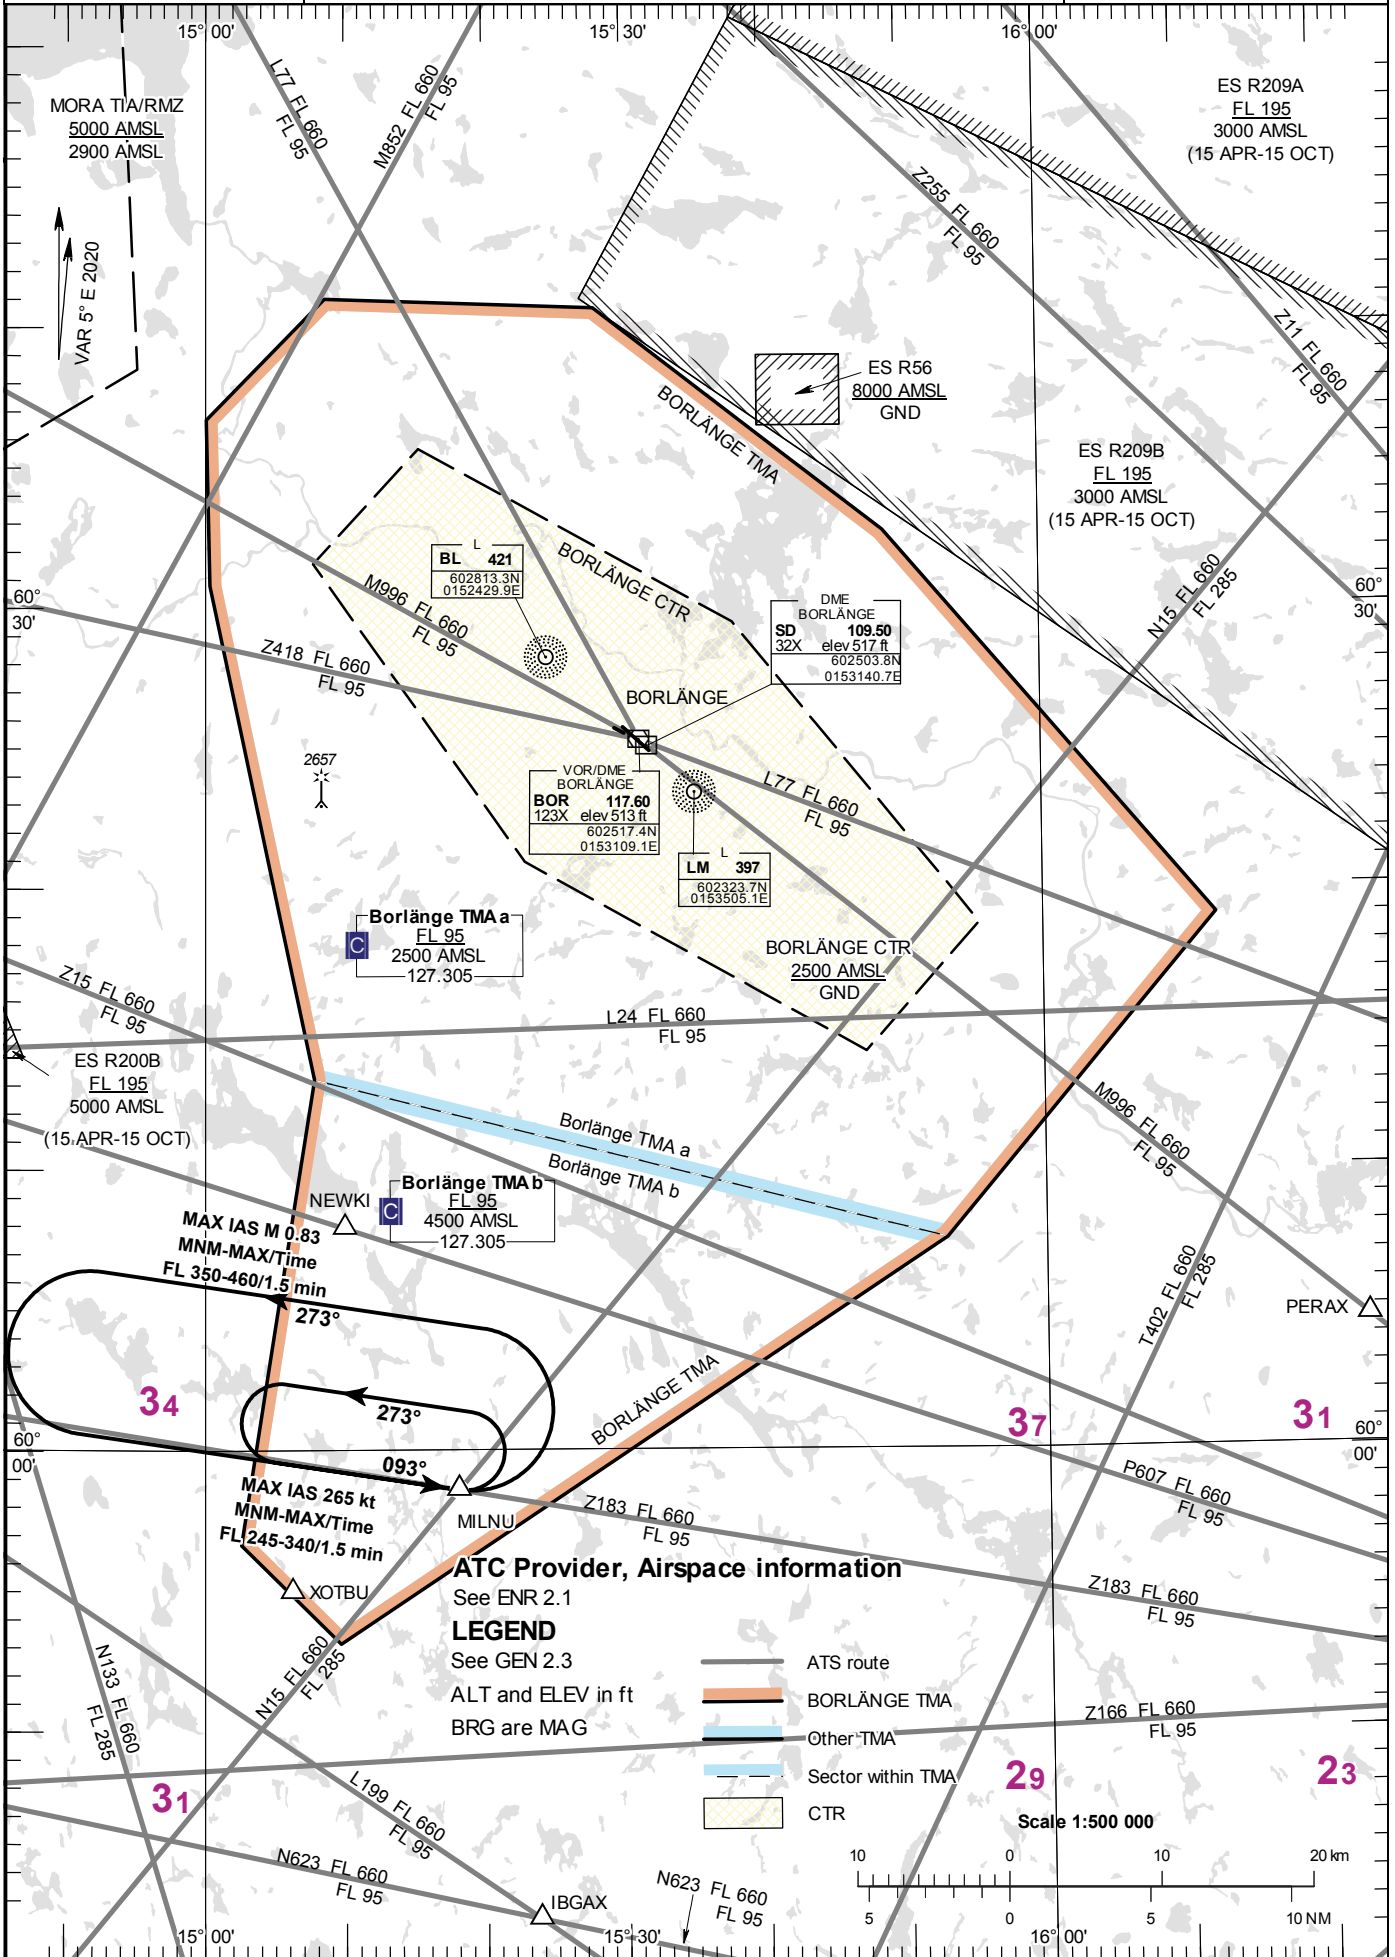 15° 00'
15° 30'
16° 00'
L77 FL 660
FL 95
M852 FL 660
FL 95
MORA TIA/RMZ
5000 AMSL
2900 AMSL
ES R209A
FL 195
3000 AMSL
(15 APR-15 OCT)
Z255 FL 660
FL 95
VAR 5° E 2020
Z11 FL 660
FL 95
ES R56
8000 AMSL
GND
BORLÄNGE TMA
ES R209B
FL 195
3000 AMSL
(15 APR-15 OCT)
L
BL 421
602813.3N
0152429.9E
BORLÄNGE CTR
N15 FL 660
FL 285
60°
30'
60°
30'
M996 FL 660
FL 95
DME
BORLÄNGE
SD 109.50
32X elev 517 ft
602503.8N
0153140.7E
Z418 FL 660
FL 95
BORLÄNGE
2657
VOR/DME
BORLÄNGE
BOR 117.60
123X elev 513 ft
602517.4N
0153109.1E
L77 FL 660
FL 95
L
LM 397
602323.7N
0153505.1E
Borlänge TMA a
C
FL 95
2500 AMSL
127.305
BORLÄNGE CTR
2500 AMSL
GND
Z15 FL 660
FL 95
L24 FL 660
FL 95
ES R200B
FL 195
5000 AMSL
(15 APR-15 OCT)
Borlänge TMA a
Borlänge TMA b
M996 FL 660
FL 95
Borlänge TMA b
C
FL 95
4500 AMSL
127.305
NEWKI
MAX IAS M 0.83
MNM-MAX/Time
FL 350-460/1.5 min
273°
T402 FL 660
FL 285
PERAX
34
273°
BORLÄNGE TMA
37
31
60°
00'
60°
00'
093°
MAX IAS 265 kt
MNM-MAX/Time
FL 245-340/1.5 min
MILNU
Z183 FL 660
FL 95
P607 FL 660
FL 95
ATC Provider, Airspace information
See ENR 2.1
XOTBU
Z183 FL 660
FL 95
LEGEND
See GEN 2.3
ALT and ELEV in ft
BRG are MAG
N133 FL 660
FL 285
N15 FL 660
FL 285
ATS route
BORLÄNGE TMA
Other TMA
Sector within TMA
CTR
Z166 FL 660
FL 95
31
29
23
L199 FL 660
FL 95
Scale 1:500 000
10 0 10 20 km
5 0 5 10 NM
N623 FL 660
FL 95
N623 FL 660
FL 95
IBGAX
15° 00'
15° 30'
16° 00'